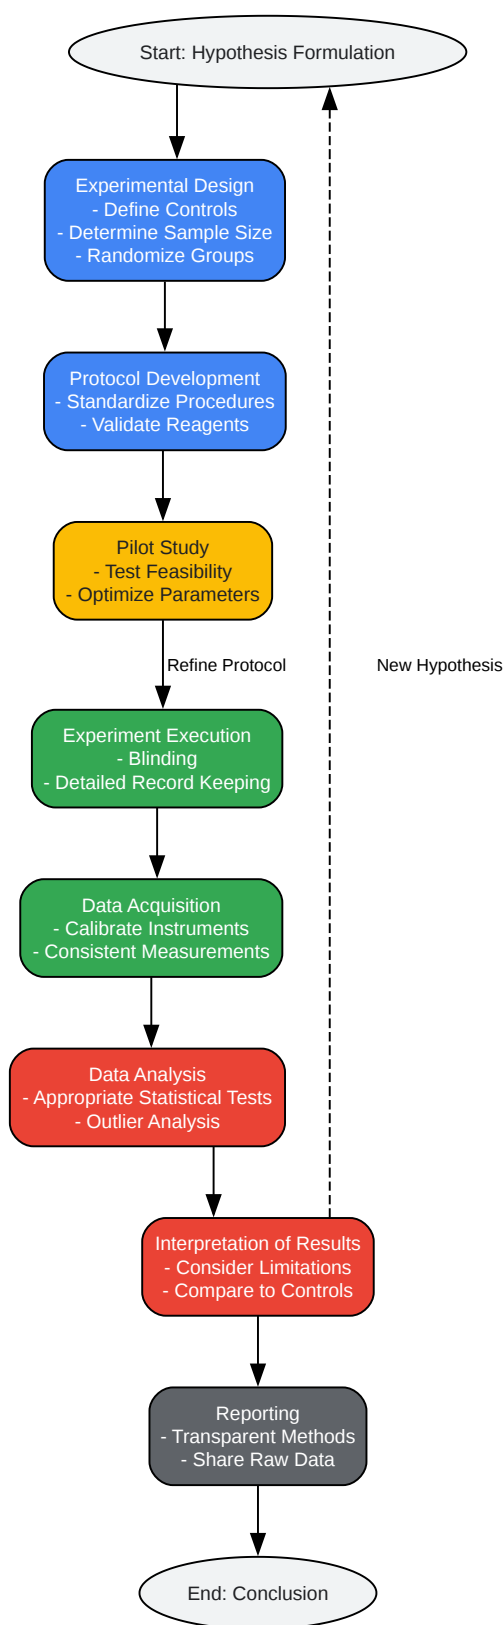 Start: Hypothesis Formulation
Experimental Design
- Define Controls
- Determine Sample Size
- Randomize Groups
Protocol Development
- Standardize Procedures
- Validate Reagents
Pilot Study
- Test Feasibility
- Optimize Parameters
Refine Protocol
New Hypothesis
Experiment Execution
- Blinding
- Detailed Record Keeping
Data Acquisition
- Calibrate Instruments
- Consistent Measurements
Data Analysis
- Appropriate Statistical Tests
- Outlier Analysis
Interpretation of Results
- Consider Limitations
- Compare to Controls
Reporting
- Transparent Methods
- Share Raw Data
End: Conclusion